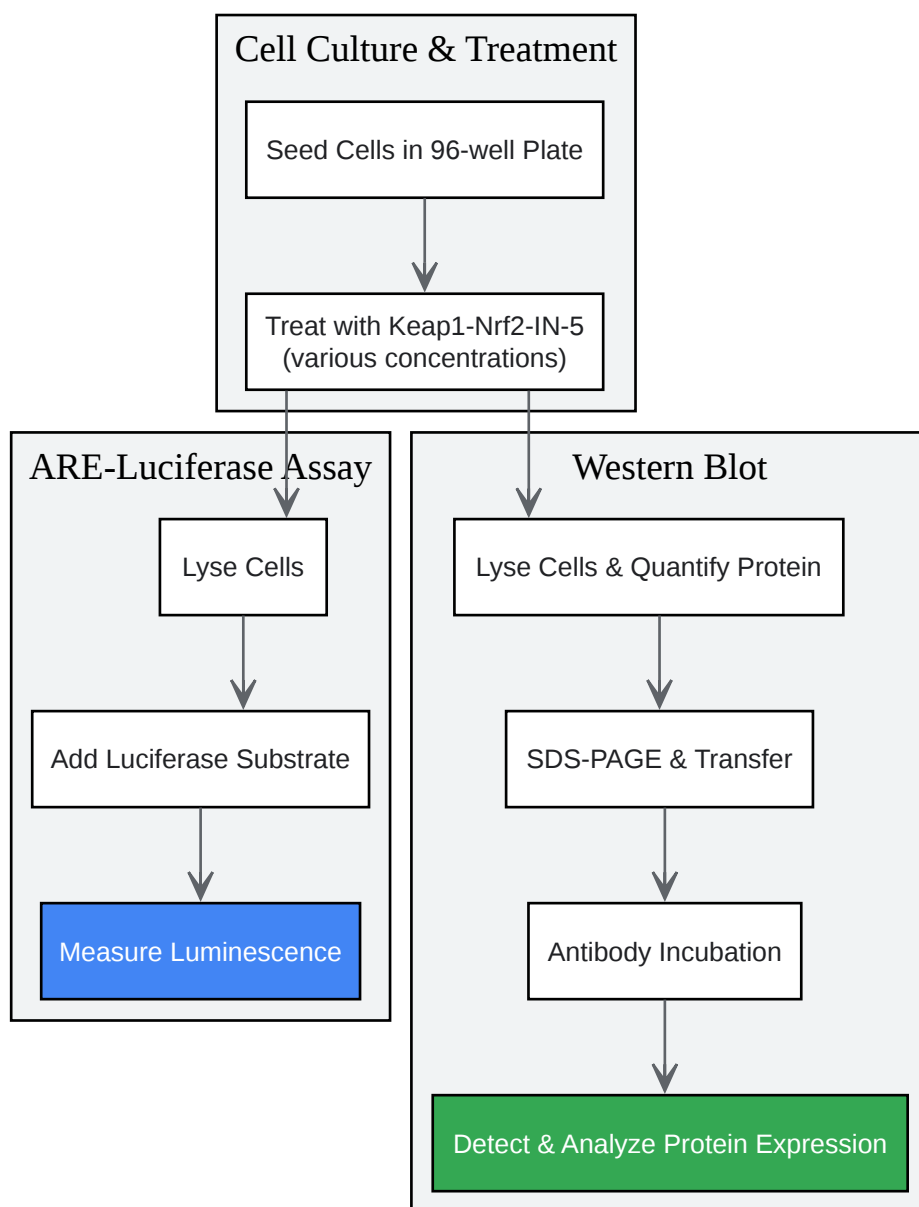 Cell Culture & Treatment
Seed Cells in 96-well Plate
Treat with Keap1-Nrf2-IN-5
(various concentrations)
ARE-Luciferase Assay
Lyse Cells
Add Luciferase Substrate
Measure Luminescence
Western Blot
Lyse Cells & Quantify Protein
SDS-PAGE & Transfer
Antibody Incubation
Detect & Analyze Protein Expression